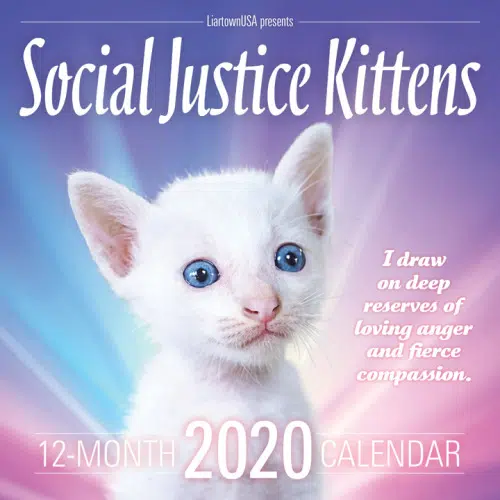 LiartownUSA presents
Social Justice Kittens
I draw
on deep
reserves of
loving anger
and fierce
compassion.
12-MONTH 2020 CALENDAR